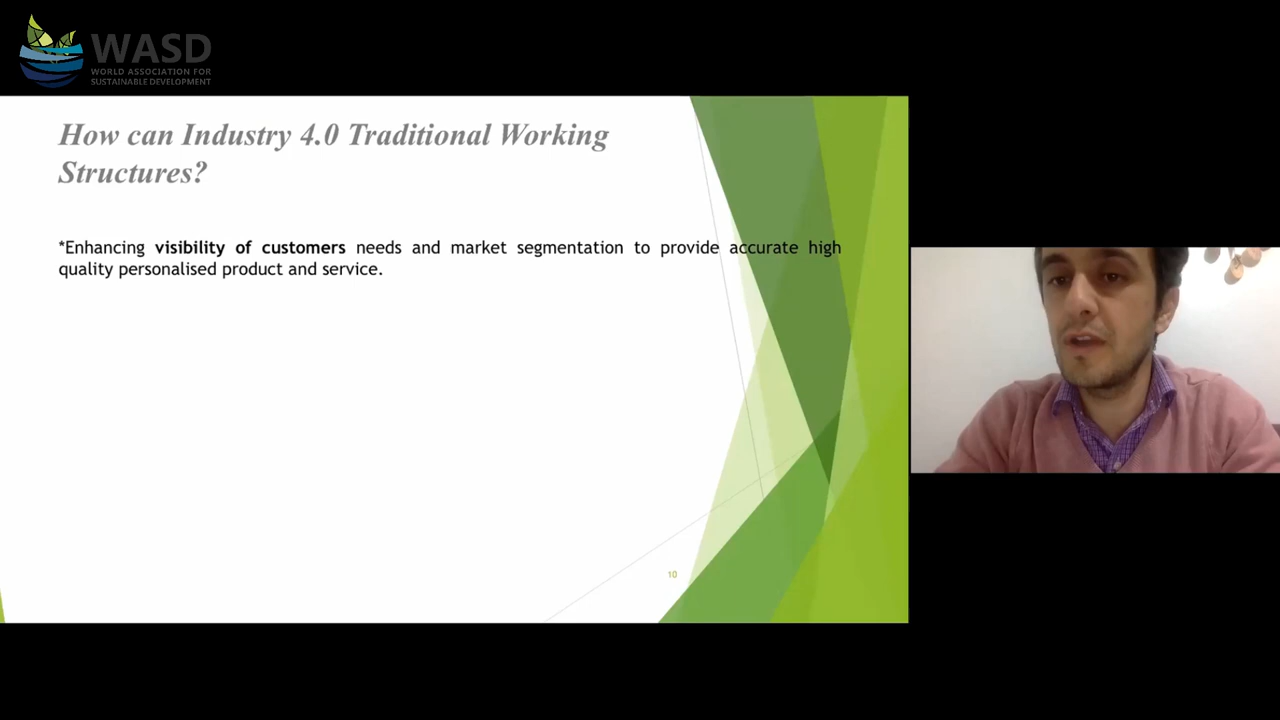 WASD
WORLD ASSOCIATION FOR
SUSTAINABLE DEVELOPMENT
How can Industry 4.0 Traditional Working
Structures?
*Enhancing visibility of customers needs and market segmentation to provide accurate high
quality personalised product and service.
10